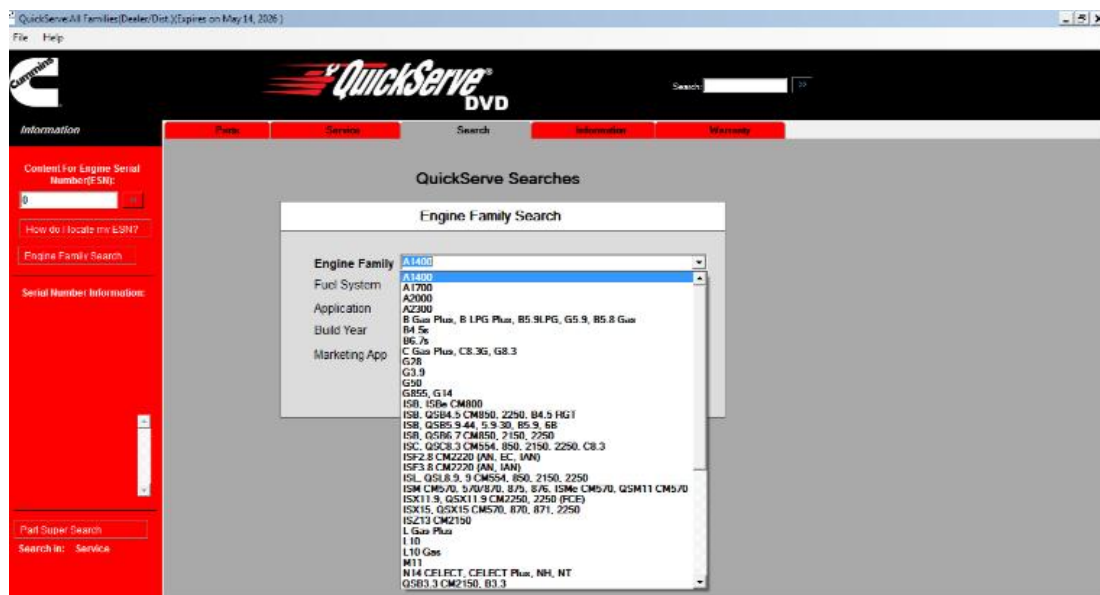 QuickServe:All Families(Dealer/Dist.)(Expires on May 14, 2026 )
File Help
Cummins
QuickServe®
DVD
Search:
>>
Information
Parts
Service
Search
Information
Warranty
Content For Engine Serial
Number(ESN):
0
How do I locate my ESN?
Engine Family Search
Serial Number Information:
Part Super Search
Search in: Service
QuickServe Searches
Engine Family Search
Engine Family
A1400
Fuel System
Application
Build Year
Marketing App
A1400
A1700
A2000
A2300
B Gas Plus, B LPG Plus, B5.9LPG, G5.9, B5.8 Gas
B4.5s
B6.7s
C Gas Plus, C8.3G, G8.3
G28
G3.9
G50
G855, G14
ISB, ISBe CM800
ISB, QSB4.5 CM850, 2250, B4.5 RGT
ISB, QSB5.9-44, 5.9-30, B5.9, 6B
ISB, QSB6.7 CM850, 2150, 2250
ISC, QSC8.3 CM554, 850, 2150, 2250, C8.3
ISF2.8 CM2220 (AN, EC, IAN)
ISF3.8 CM2220 (AN, IAN)
ISL, QSL8.9, 9 CM554, 850, 2150, 2250
ISM CM570, 570/870, 875, 876, ISMe CM570, QSM11 CM570
ISX11.9, QSX11.9 CM2250, 2250 (FCE)
ISX15, QSX15 CM570, 870, 871, 2250
ISZ13 CM2150
L Gas Plus
L10
L10 Gas
M11
N14 CELECT, CELECT Plus, NH, NT
QSB3.3 CM2150, B3.3